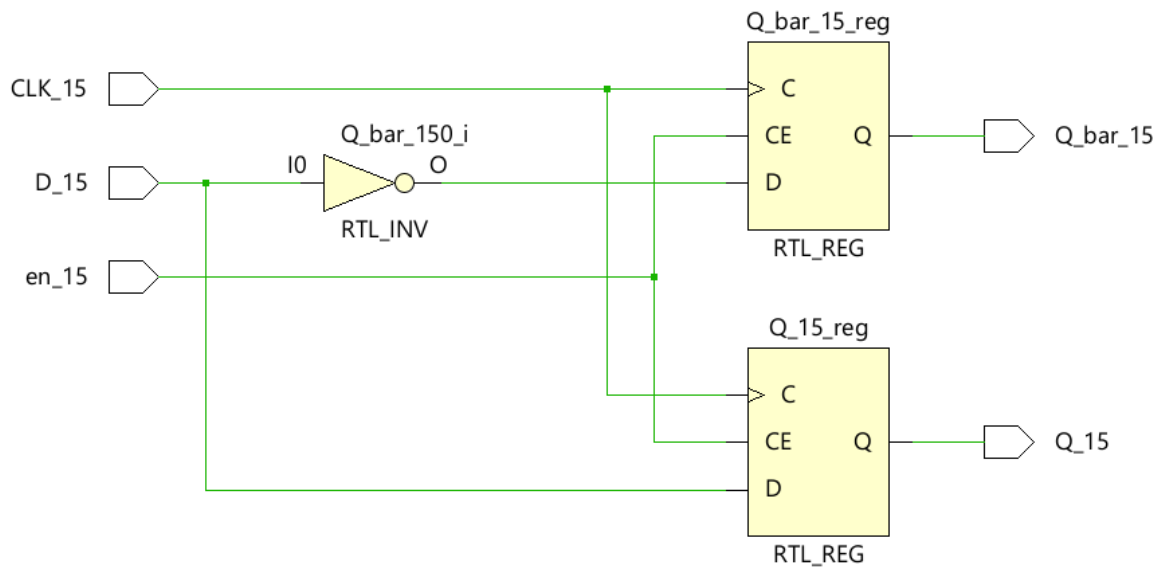 Q_bar_15_reg
CLK_15
C
Q_bar_150_i
CE
Q
Q_bar_15
I0
O
D_15
D
RTL_INV
RTL_REG
en_15
Q_15_reg
C
CE
Q
Q_15
D
RTL_REG